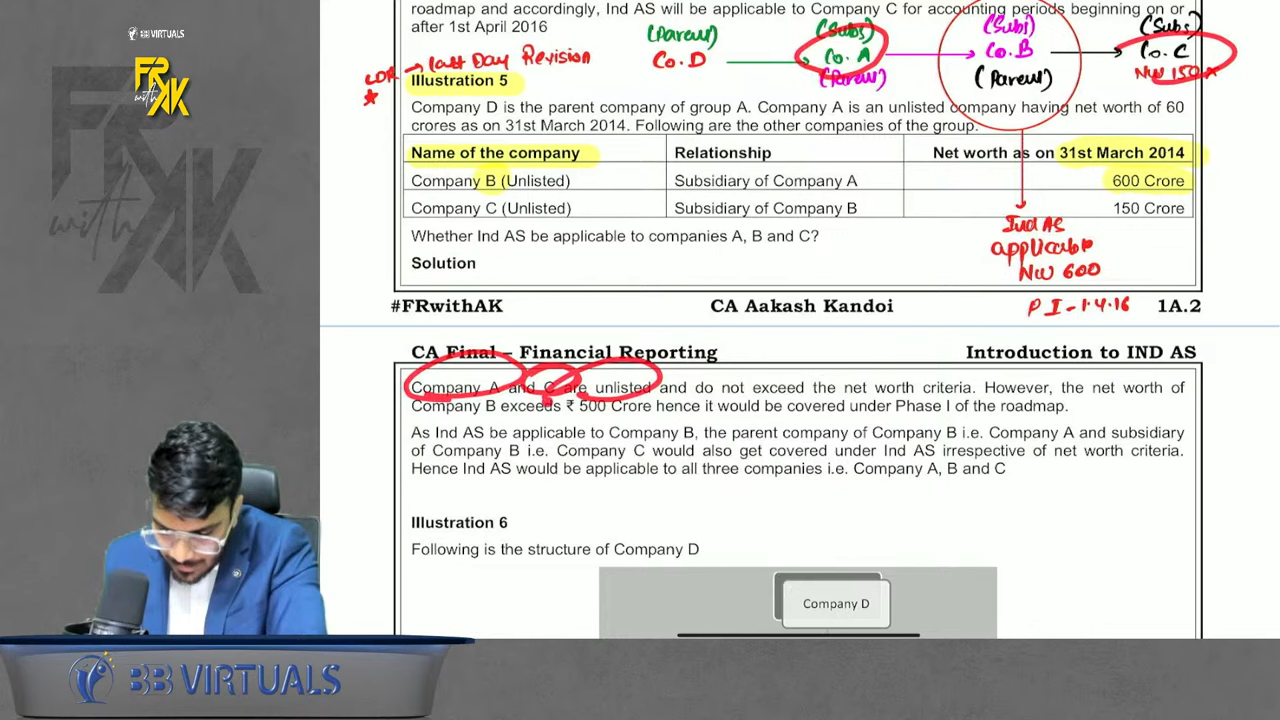 BB VIRTUALS
FR
with
AK
FR
with
AK
roadmap and accordingly, Ind AS will be applicable to Company C for accounting periods beginning on or
after 1st April 2016
(Parent)
(Subs)
(Subs)
(Subs)
Co. D
Co. A
Co. B
Co. C
(Parent)
(Parent)
NW 150
LDR → Last Day Revision
Illustration 5
Company D is the parent company of group A. Company A is an unlisted company having net worth of 60
crores as on 31st March 2014. Following are the other companies of the group.
Name of the company Relationship Net worth as on 31st March 2014
Company B (Unlisted) Subsidiary of Company A 600 Crore
Company C (Unlisted) Subsidiary of Company B 150 Crore
Whether Ind AS be applicable to companies A, B and C?
Solution
Ind AS
applicable
NW 600
P I - 1.4.16
#FRwithAK CA Aakash Kandoi 1A.2
CA Final – Financial Reporting Introduction to IND AS
Company A and C are unlisted and do not exceed the net worth criteria. However, the net worth of
Company B exceeds ₹ 500 Crore hence it would be covered under Phase I of the roadmap.
As Ind AS be applicable to Company B, the parent company of Company B i.e. Company A and subsidiary
of Company B i.e. Company C would also get covered under Ind AS irrespective of net worth criteria.
Hence Ind AS would be applicable to all three companies i.e. Company A, B and C
Illustration 6
Following is the structure of Company D
Company D
BB VIRTUALS